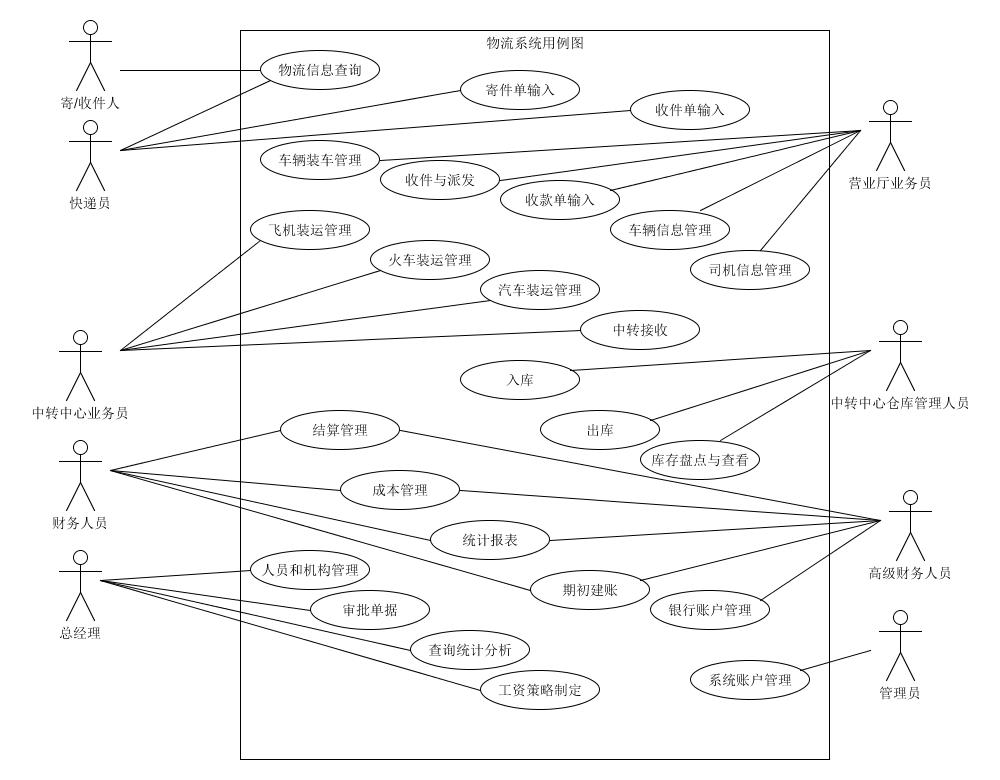 物流系统用例图
物流信息查询
寄件单输入
寄/收件人
收件单输入
车辆装车管理
收件与派发
营业厅业务员
快递员
收款单输入
飞机装运管理
车辆信息管理
火车装运管理
司机信息管理
汽车装运管理
中转接收
入库
中转中心仓库管理人员
中转中心业务员
结算管理
出库
库存盘点与查看
成本管理
财务人员
统计报表
人员和机构管理
高级财务人员
期初建账
审批单据
银行账户管理
总经理
查询统计分析
系统账户管理
工资策略制定
管理员